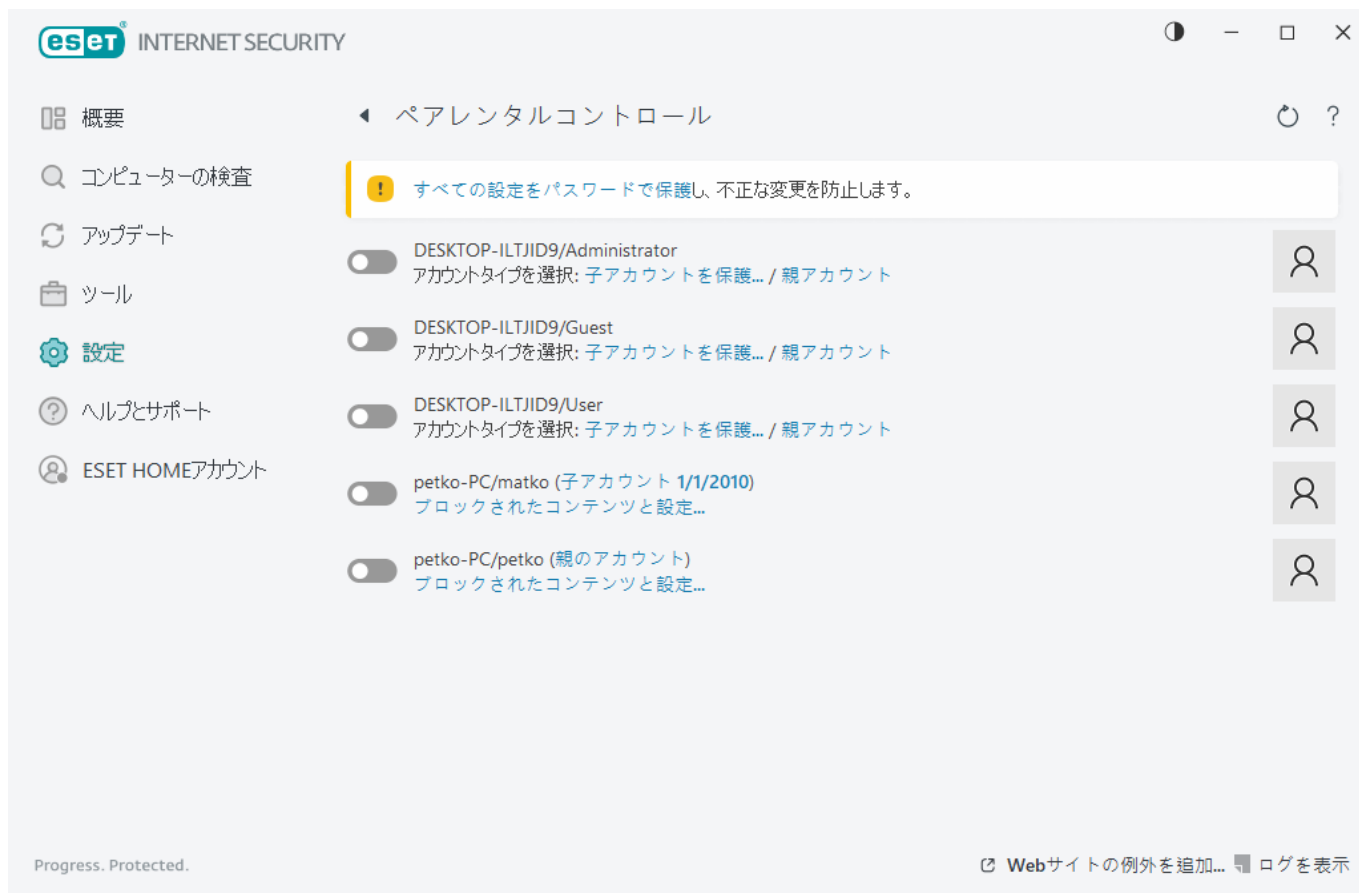 eset® INTERNET SECURITY
概要
コンピューターの検査
アップデート
ツール
設定
ヘルプとサポート
ESET HOMEアカウント
ペアレンタルコントロール
?
! すべての設定をパスワードで保護し、不正な変更を防止します。
DESKTOP-ILTJID9/Administrator
アカウントタイプを選択: 子アカウントを保護... / 親アカウント
DESKTOP-ILTJID9/Guest
アカウントタイプを選択: 子アカウントを保護... / 親アカウント
DESKTOP-ILTJID9/User
アカウントタイプを選択: 子アカウントを保護... / 親アカウント
petko-PC/matko (子アカウント 1/1/2010)
ブロックされたコンテンツと設定...
petko-PC/petko (親のアカウント)
ブロックされたコンテンツと設定...
Progress. Protected.
Webサイトの例外を追加... ログを表示